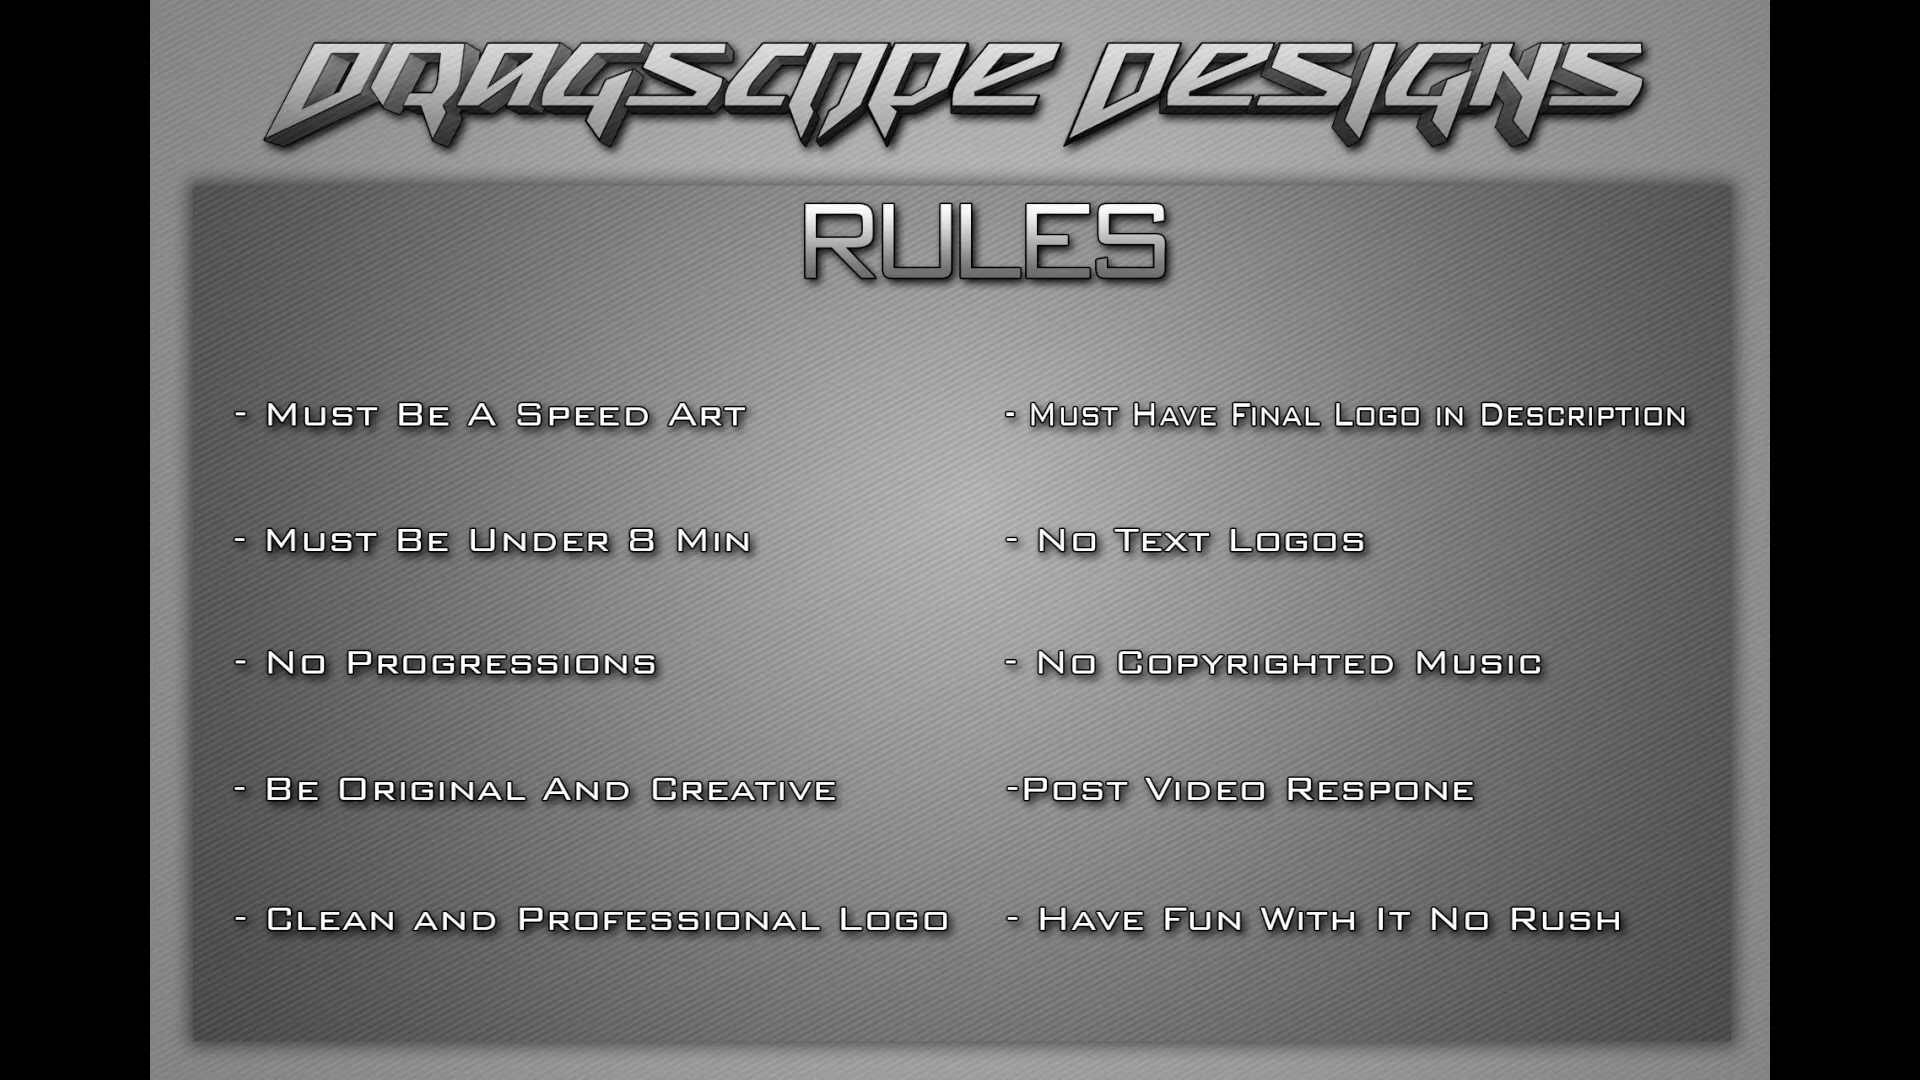 Dragscope Designs
RULES
- Must Be A Speed Art
- Must Be Under 8 Min
- No Progressions
- Be Original And Creative
- Clean and Professional Logo
- Must Have Final Logo in Description
- No Text Logos
- No Copyrighted Music
-Post Video Respone
- Have Fun With It No Rush